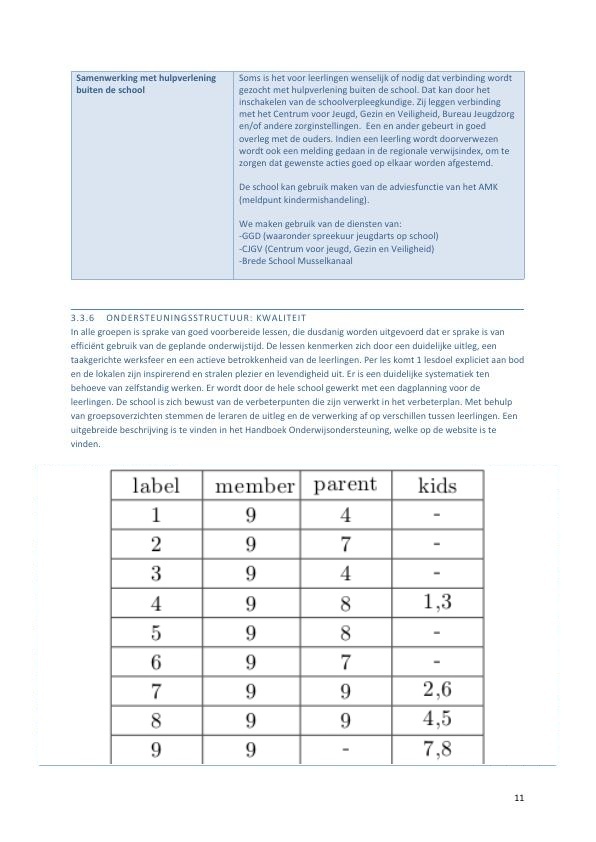 Samenwerking met hulpverlening
buiten de school
Soms is het voor leerlingen wenselijk of nodig dat verbinding wordt
gezocht met hulpverlening buiten de school. Dat kan door het
inschakelen van de schoolverpleegkundige. Zij leggen verbinding
met het Centrum voor Jeugd, Gezin en Veiligheid, Bureau Jeugdzorg
en/of andere zorginstellingen.  Een en ander gebeurt in goed
overleg met de ouders. Indien een leerling wordt doorverwezen
wordt ook een melding gedaan in de regionale verwijsindex, om te
zorgen dat gewenste acties goed op elkaar worden afgestemd.
De school kan gebruik maken van de adviesfunctie van het AMK
(meldpunt kindermishandeling).
We maken gebruik van de diensten van:
-GGD (waaronder spreekuur jeugdarts op school)
-CJGV (Centrum voor jeugd, Gezin en Veiligheid)
-Brede School Musselkanaal
3.3.6 ONDERSTEUNINGSSTRUCTUUR: KWALITEIT
In alle groepen is sprake van goed voorbereide lessen, die dusdanig worden uitgevoerd dat er sprake is van
efficiënt gebruik van de geplande onderwijstijd. De lessen kenmerken zich door een duidelijke uitleg, een
taakgerichte werksfeer en een actieve betrokkenheid van de leerlingen. Per les komt 1 lesdoel expliciet aan bod
en de lokalen zijn inspirerend en stralen plezier en levendigheid uit. Er is een duidelijke systematiek ten
behoeve van zelfstandig werken. Er wordt door de hele school gewerkt met een dagplanning voor de
leerlingen. De school is zich bewust van de verbeterpunten die zijn verwerkt in het verbeterplan. Met behulp
van groepsoverzichten stemmen de leraren de uitleg en de verwerking af op verschillen tussen leerlingen. Een
uitgebreide beschrijving is te vinden in het Handboek Onderwijsondersteuning, welke op de website is te
vinden.
label member parent kids
1 9 4 -
2 9 7 -
3 9 4 -
4 9 8 1,3
5 9 8 -
6 9 7 -
7 9 9 2,6
8 9 9 4,5
9 9 - 7,8
11